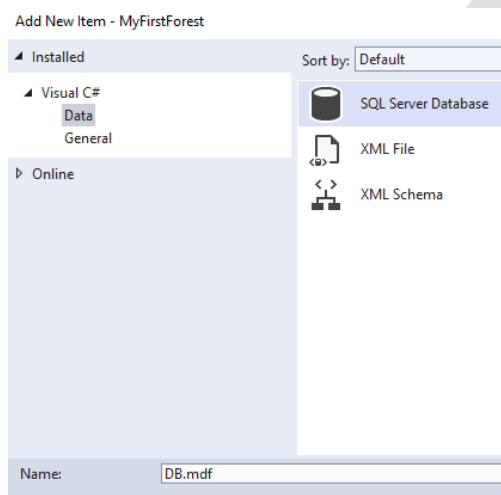 Add New Item - MyFirstForest
Installed
Sort by: Default
Visual C#
Data
General
Online
SQL Server Database
XML File
XML Schema
Name: DB.mdf